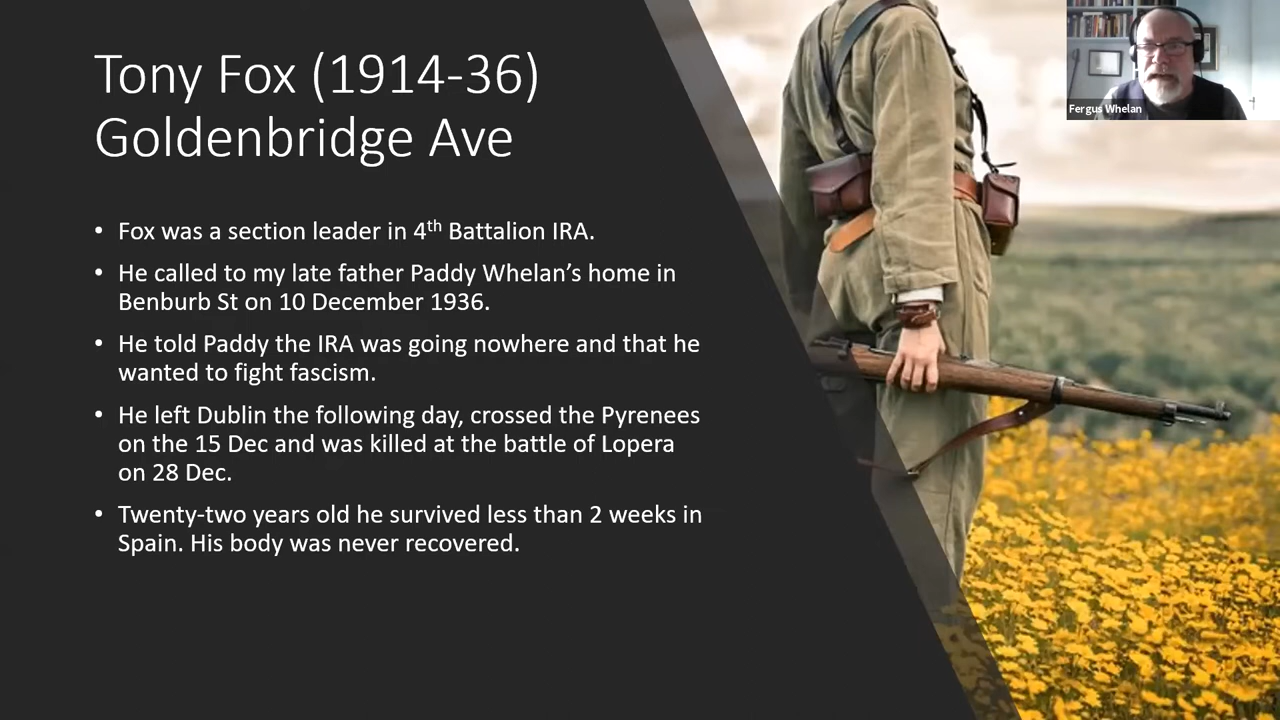 Tony Fox (1914-36)
Goldenbridge Ave
• Fox was a section leader in 4th Battalion IRA.
• He called to my late father Paddy Whelan’s home in
Benburb St on 10 December 1936.
• He told Paddy the IRA was going nowhere and that he
wanted to fight fascism.
• He left Dublin the following day, crossed the Pyrenees
on the 15 Dec and was killed at the battle of Lopera
on 28 Dec.
• Twenty-two years old he survived less than 2 weeks in
Spain. His body was never recovered.
Fergus Whelan